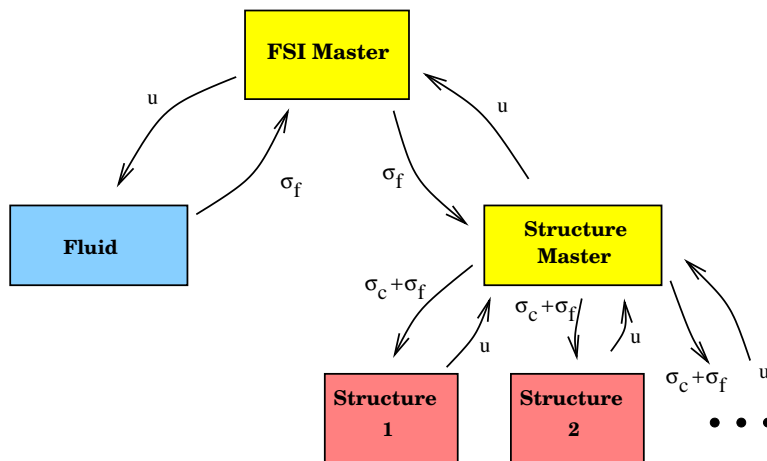 FSI Master
u
u
σf
σf
Fluid
Structure
Master
σc+σf
σc+σf
u
u
σc+σf
u
Structure
1
Structure
2